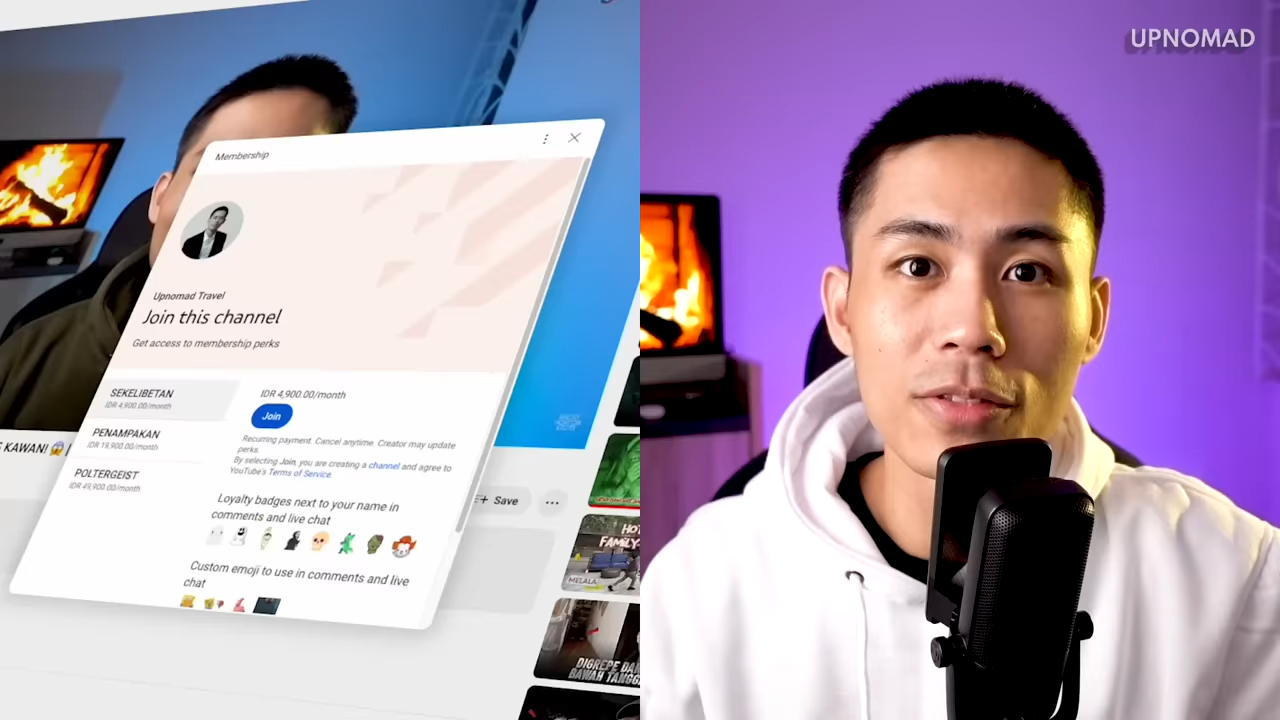 UPNOMAD
Membership
Upnomad Travel
Join this channel
Get access to membership perks
SEKELIBETAN
IDR 4,900.00/month
PENAMPAKAN
IDR 19,900.00/month
POLTERGEIST
IDR 49,900.00/month
IDR 4,900.00/month
Join
Recurring payment. Cancel anytime. Creator may update
perks.
By selecting Join, you are creating a channel and agree to
YouTube's Terms of Service.
Loyalty badges next to your name in
comments and live chat
Custom emoji to use in comments and live
chat
KAWAN!
Save
MELALA
DIGREPE
BAWAH TANGG